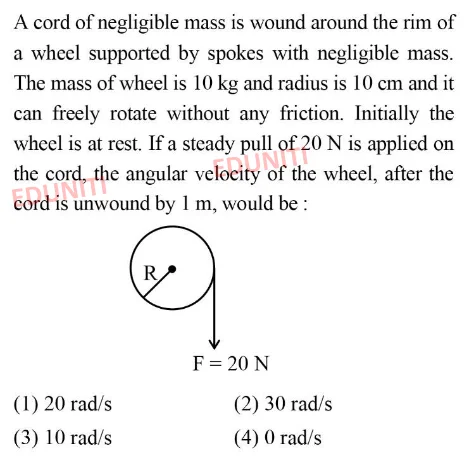 A cord of negligible mass is wound around the rim of
a wheel supported by spokes with negligible mass.
The mass of wheel is 10 kg and radius is 10 cm and it
can freely rotate without any friction. Initially the
wheel is at rest. If a steady pull of 20 N is applied on
the cord, the angular velocity of the wheel, after the
cord is unwound by 1 m, would be :
EDUNITI
EDUNITI
R
F = 20 N
(1) 20 rad/s (2) 30 rad/s
(3) 10 rad/s (4) 0 rad/s